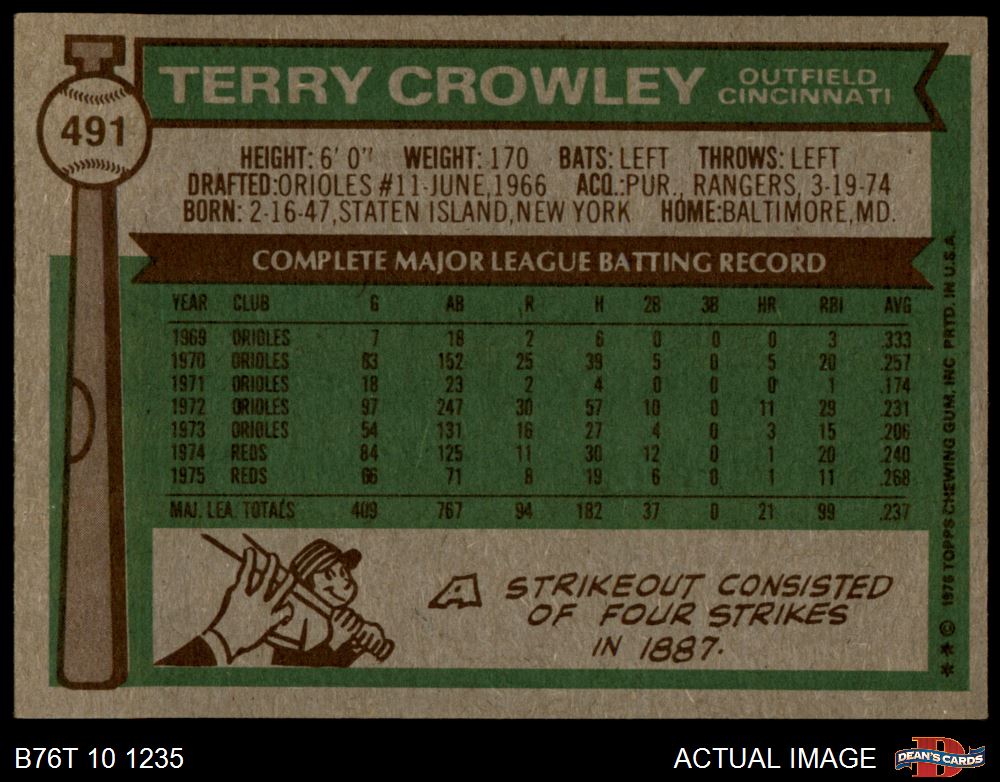 491
TERRY CROWLEY
OUTFIELD
CINCINNATI
HEIGHT: 6' 0" WEIGHT: 170 BATS: LEFT THROWS: LEFT
DRAFTED:ORIOLES #11-JUNE,1966 ACQ.:PUR., RANGERS, 3-19-74
BORN: 2-16-47,STATEN ISLAND,NEW YORK HOME:BALTIMORE,MD.
COMPLETE MAJOR LEAGUE BATTING RECORD
YEAR CLUB G AB R H 2B 3B HR RBI AVG
1969 ORIOLES 7 18 2 6 0 0 0 3 .333
1970 ORIOLES 83 152 25 39 5 0 5 20 .257
1971 ORIOLES 18 23 2 4 0 0 0 1 .174
1972 ORIOLES 97 247 30 57 10 0 11 29 .231
1973 ORIOLES 54 131 16 27 4 0 3 15 .206
1974 REDS 84 125 11 30 12 0 1 20 .240
1975 REDS 66 71 8 19 6 0 1 11 .268
MAJ. LEA. TOTALS 409 767 94 182 37 0 21 99 .237
A STRIKEOUT CONSISTED
OF FOUR STRIKES
IN 1887.
** © 1976 TOPPS CHEWING GUM, INC PRTD. IN U.S.A.
B76T 10 1235
ACTUAL IMAGE
D
DEAN'S CARDS